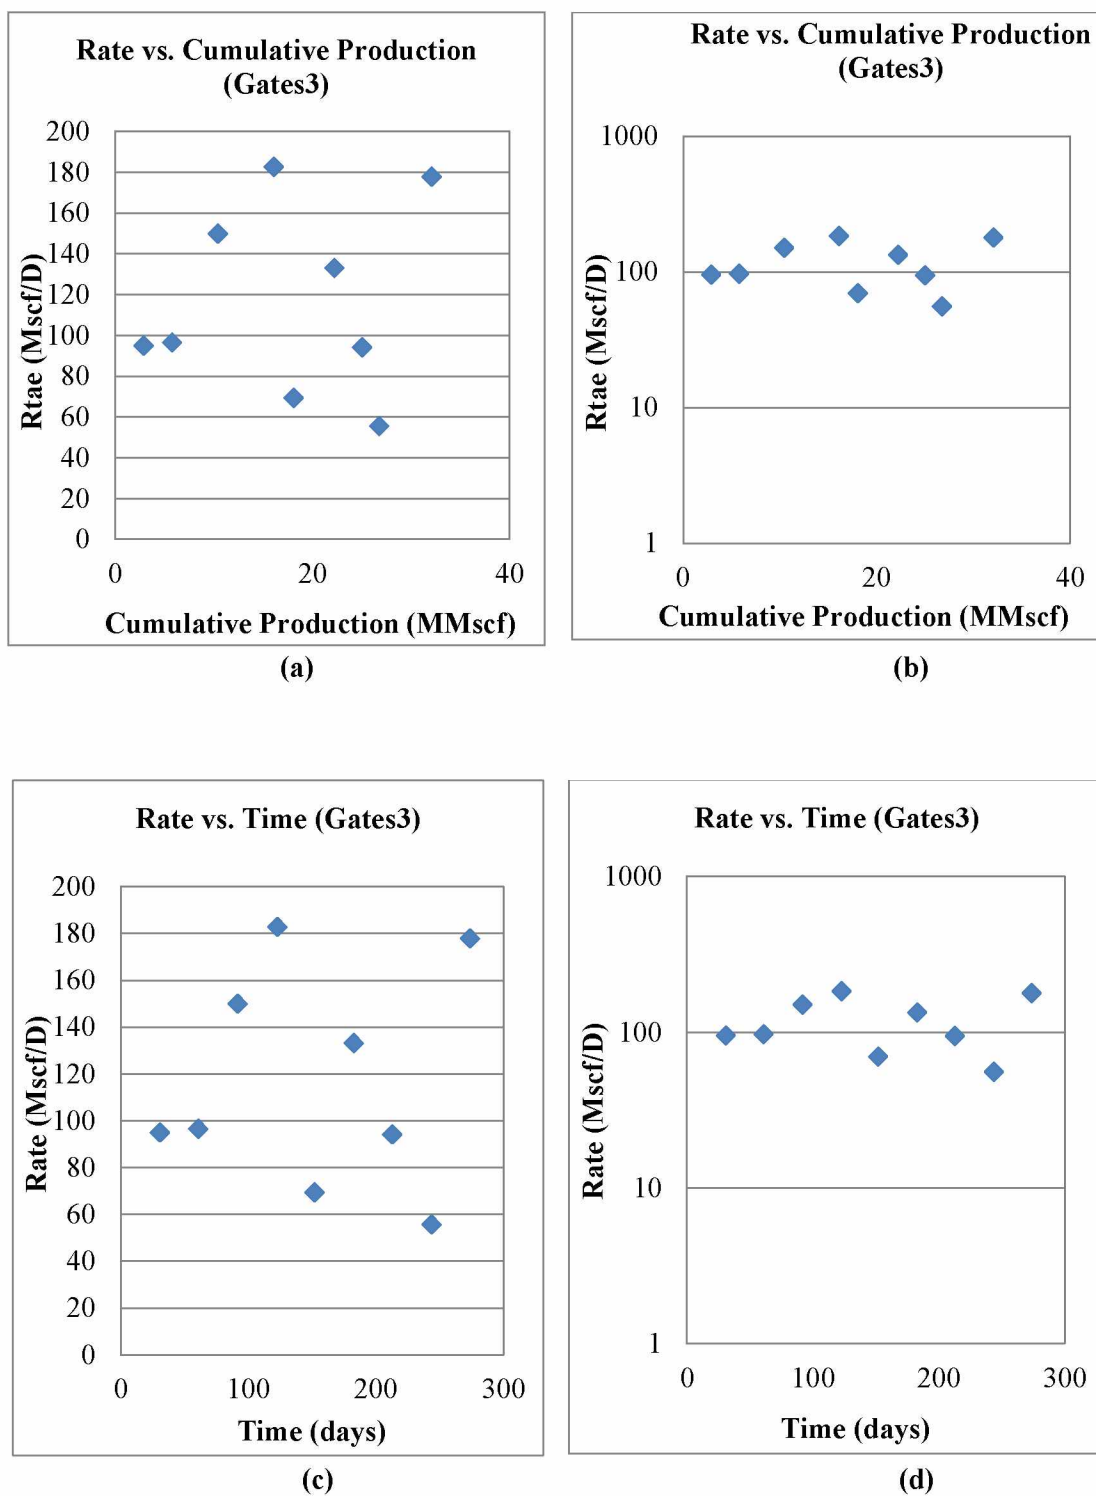 Rate vs. Cumulative Production
(Gates3)
Rtae (Mscf/D)
200
180
160
140
120
100
80
60
40
20
0
0
20
40
Cumulative Production (MMscf)
(a)
Rate vs. Cumulative Production
(Gates3)
Rtae (Mscf/D)
1000
100
10
1
0
20
40
Cumulative Production (MMscf)
(b)
Rate vs. Time (Gates3)
Rate (Mscf/D)
200
180
160
140
120
100
80
60
40
20
0
0
100
200
300
Time (days)
(c)
Rate vs. Time (Gates3)
Rate (Mscf/D)
1000
100
10
1
0
100
200
300
Time (days)
(d)